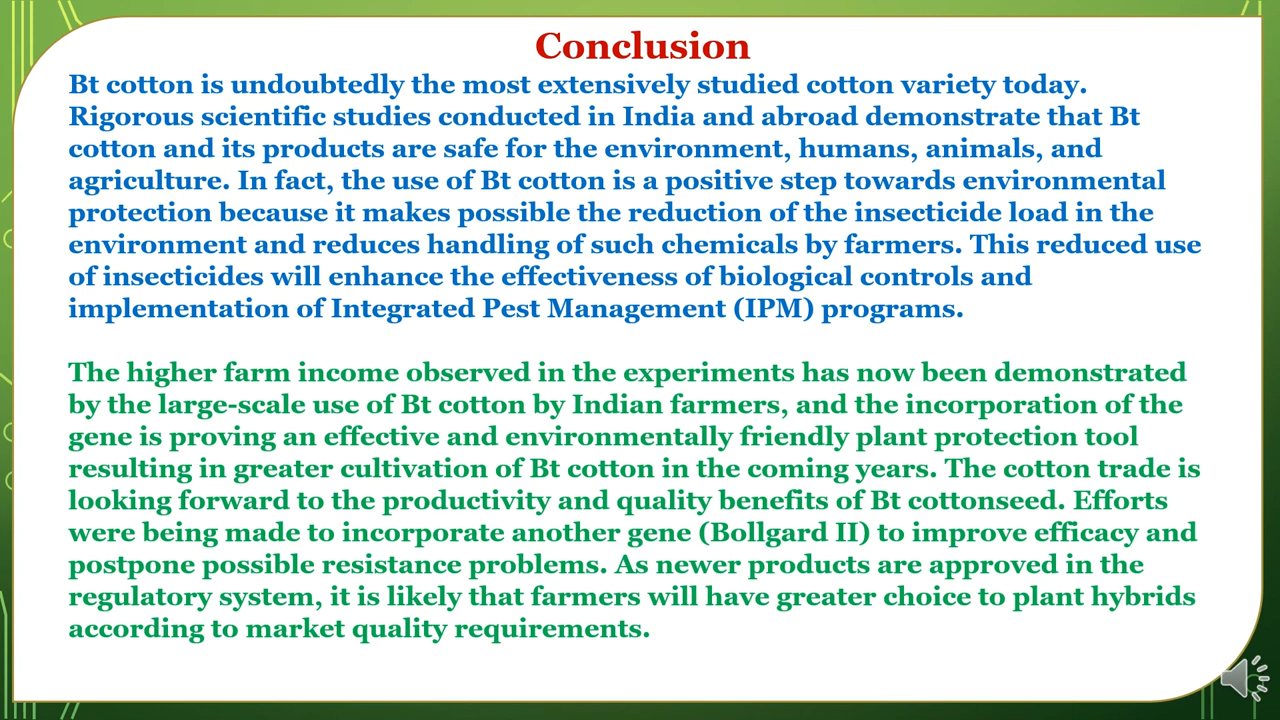 Conclusion
Bt cotton is undoubtedly the most extensively studied cotton variety today.
Rigorous scientific studies conducted in India and abroad demonstrate that Bt
cotton and its products are safe for the environment, humans, animals, and
agriculture. In fact, the use of Bt cotton is a positive step towards environmental
protection because it makes possible the reduction of the insecticide load in the
environment and reduces handling of such chemicals by farmers. This reduced use
of insecticides will enhance the effectiveness of biological controls and
implementation of Integrated Pest Management (IPM) programs.
The higher farm income observed in the experiments has now been demonstrated
by the large-scale use of Bt cotton by Indian farmers, and the incorporation of the
gene is proving an effective and environmentally friendly plant protection tool
resulting in greater cultivation of Bt cotton in the coming years. The cotton trade is
looking forward to the productivity and quality benefits of Bt cottonseed. Efforts
were being made to incorporate another gene (Bollgard II) to improve efficacy and
postpone possible resistance problems. As newer products are approved in the
regulatory system, it is likely that farmers will have greater choice to plant hybrids
according to market quality requirements.